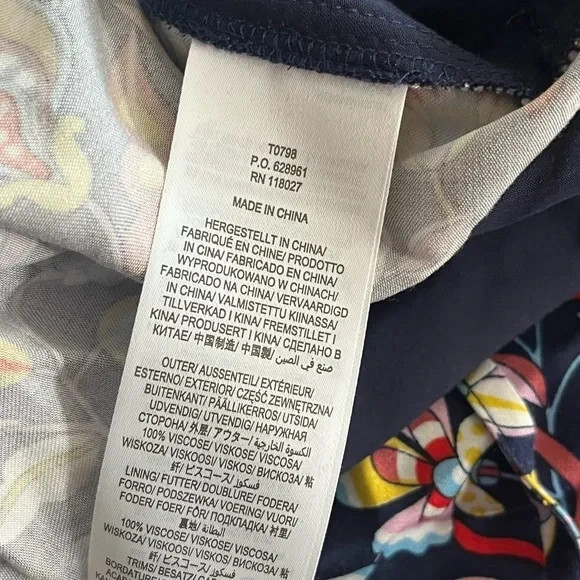 T0798
P.O. 628961
RN 118027
MADE IN CHINA
HERGESTELLT IN CHINA/
FABRIQUÉ EN CHINE/ PRODOTTO
IN CINA/ FABRICADO EN CHINA/
WYPRODUKOWANO W CHINACH/
FABRICADO NA CHINA/ VERVAARDIGD
IN CHINA/ VALMISTETTU KIINASSA/
TILLVERKAD I KINA/ FREMSTILLET I
KINA/ PRODUSERT I KINA/ СДЕЛАНО В
КИТАЕ/ 中国制造/ 中国製/ صنع في الصين
OUTER/ AUSSENTEIL/ EXTÉRIEUR/
ESTERNO/ EXTERIOR/ CZĘŚĆ ZEWNĘTRZNA/
BUITENKANT/ PÄÄLLIKERROS/ UTSIDA/
UDVENDIG/ UTVENDIG/ НАРУЖНАЯ
СТОРОНА/ 外层/ アウター/ الكسوة الخارجية
100% VISCOSE/ VISKOSE/ VISCOSA/
WISKOZA/ VISKOOSI/ VISKOS/ ВИСКОЗА/ 粘
纤/ ビスコース/ فسكوز
LINING/ FUTTER/ DOUBLURE/ FODERA/
FORRO/ PODSZEWKA/ VOERING/ VUORI/
FODER/ FOER/ FÔR/ ПОДКЛАДКА/ 衬里/
裏地/ البطانة
100% VISCOSE/ VISKOSE/ VISCOSA/
WISKOZA/ VISKOOSI/ VISKOS/ ВИСКОЗА/ 粘
纤/ ビスコース/ فسكوز
TRIMS/ BESATZ/
BORDATURE